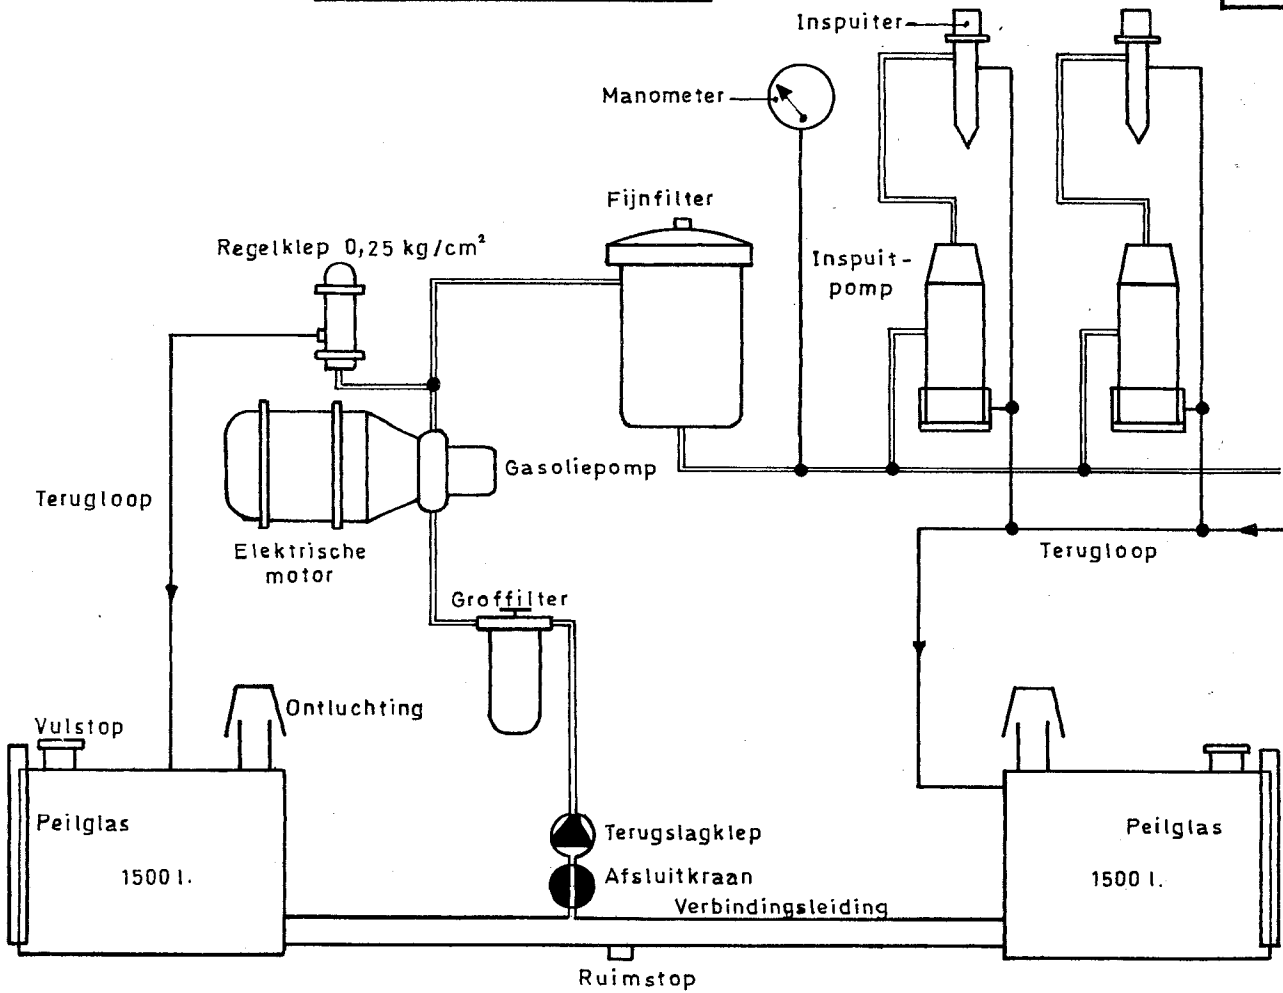 Inspuiter
Manometer
Fijnfilter
Regelklep 0,25 kg/cm²
Inspuit-
pomp
Gasoliepomp
Terugloop
Elektrische
motor
Terugloop
Groffilter
Ontluchting
Vulstop
Peilglas
1500 l.
Terugslagklep
Afsluitkraan
Verbindingsleiding
Peilglas
1500 l.
Ruimstop